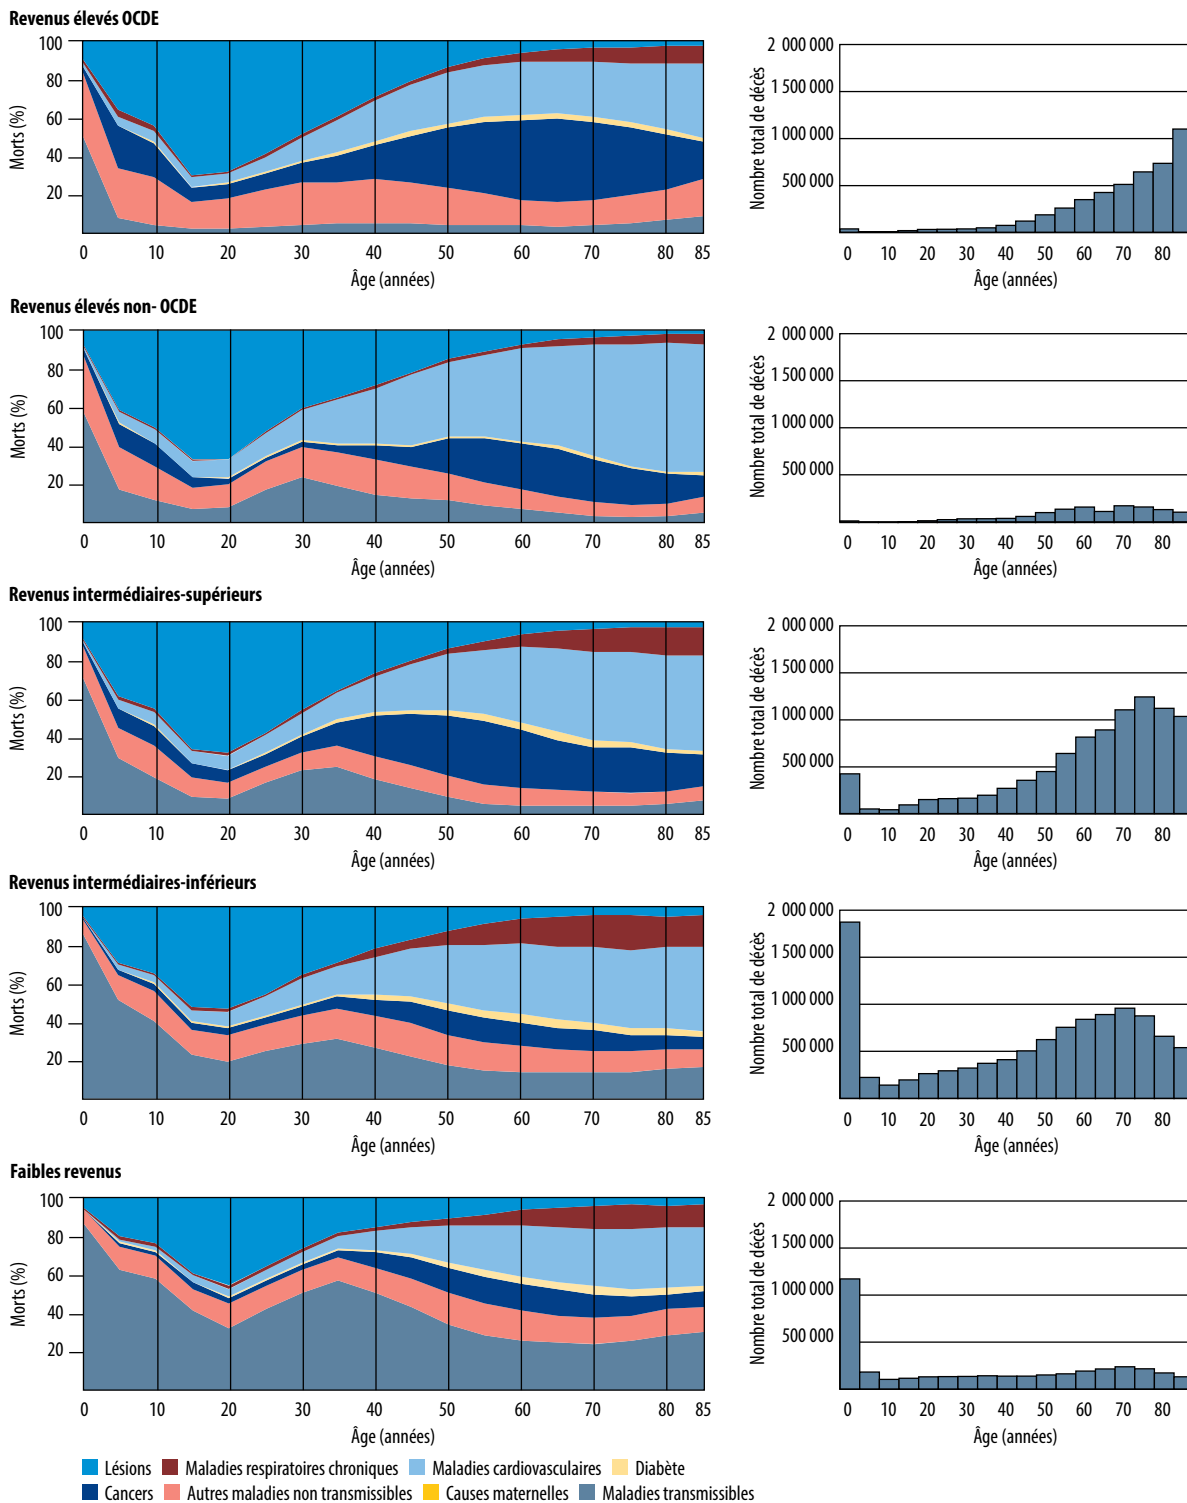 Revenus élevés OCDE
Morts (%)
100
80
60
40
20
0 10 20 30 40 50 60 70 80 85
Âge (années)
Nombre total de décès
2 000 000
1 500 000
1 000 000
500 000
0 10 20 30 40 50 60 70 80
Âge (années)
Revenus élevés non- OCDE
Morts (%)
100
80
60
40
20
0 10 20 30 40 50 60 70 80 85
Âge (années)
Nombre total de décès
2 000 000
1 500 000
1 000 000
500 000
0 10 20 30 40 50 60 70 80
Âge (années)
Revenus intermédiaires-supérieurs
Morts (%)
100
80
60
40
20
0 10 20 30 40 50 60 70 80 85
Âge (années)
Nombre total de décès
2 000 000
1 500 000
1 000 000
500 000
0 10 20 30 40 50 60 70 80
Âge (années)
Revenus intermédiaires-inférieurs
Morts (%)
100
80
60
40
20
0 10 20 30 40 50 60 70 80 85
Âge (années)
Nombre total de décès
2 000 000
1 500 000
1 000 000
500 000
0 10 20 30 40 50 60 70 80
Âge (années)
Faibles revenus
Morts (%)
100
80
60
40
20
0 10 20 30 40 50 60 70 80 85
Âge (années)
Nombre total de décès
2 000 000
1 500 000
1 000 000
500 000
0 10 20 30 40 50 60 70 80
Âge (années)
Lésions Maladies respiratoires chroniques Maladies cardiovasculaires Diabète
Cancers Autres maladies non transmissibles Causes maternelles Maladies transmissibles